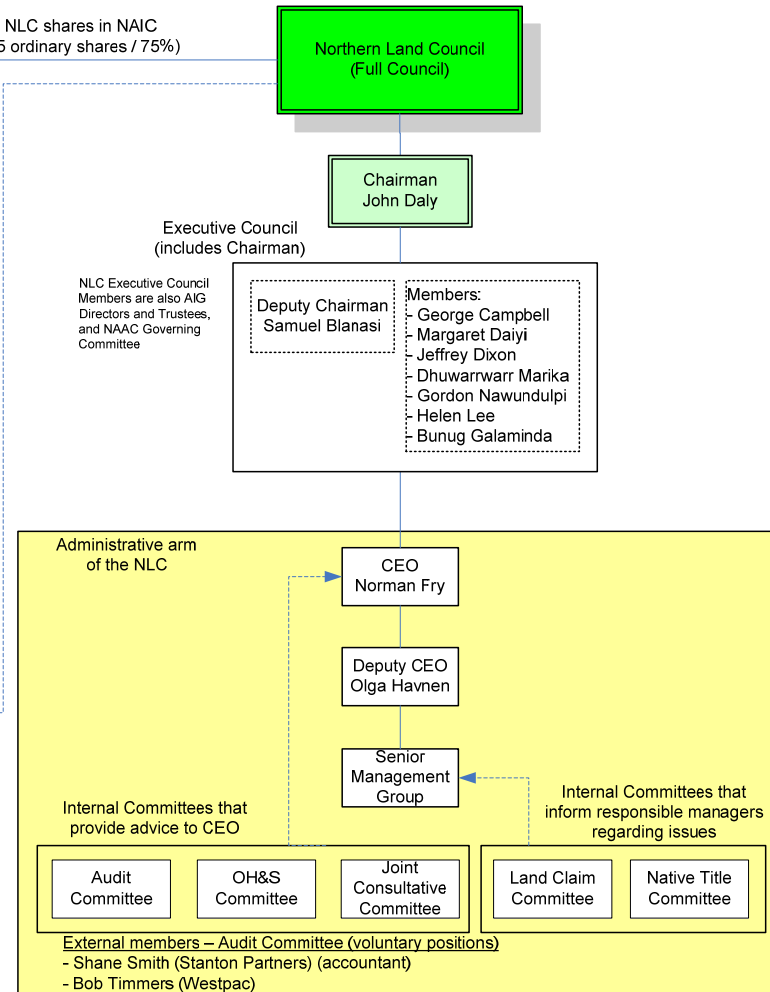 NLC shares in NAIC
5 ordinary shares / 75%)
Northern Land Council
(Full Council)
Chairman
John Daly
Executive Council
(includes Chairman)
NLC Executive Council
Members are also AIG
Directors and Trustees,
and NAAC Governing
Committee
Deputy Chairman
Samuel Blanasi
Members:
- George Campbell
- Margaret Daiyi
- Jeffrey Dixon
- Dhuwarrwarr Marika
- Gordon Nawundulpi
- Helen Lee
- Bunug Galaminda
Administrative arm
of the NLC
CEO
Norman Fry
Deputy CEO
Olga Havnen
Senior
Management
Group
Internal Committees that
provide advice to CEO
Internal Committees that
inform responsible managers
regarding issues
Audit
Committee
OH&S
Committee
Joint
Consultative
Committee
Land Claim
Committee
Native Title
Committee
External members – Audit Committee (voluntary positions)
- Shane Smith (Stanton Partners) (accountant)
- Bob Timmers (Westpac)